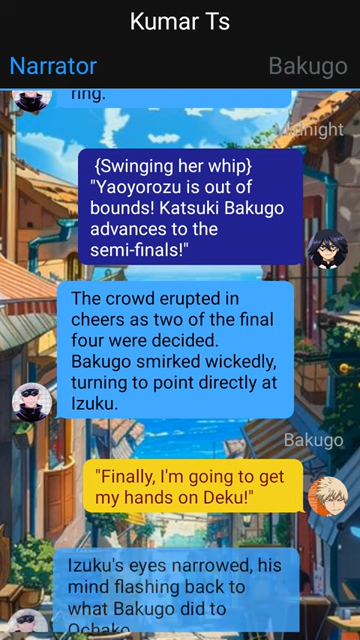 Kumar Ts
Narrator
Bakugo
ring.
Midnight
{Swinging her whip}
"Yaoyorozu is out of
bounds! Katsuki Bakugo
advances to the
semi-finals!"
The crowd erupted in
cheers as two of the final
four were decided.
Bakugo smirked wickedly,
turning to point directly at
Izuku.
Bakugo
"Finally, I'm going to get
my hands on Deku!"
Izuku's eyes narrowed, his
mind flashing back to
what Bakugo did to
Ochako